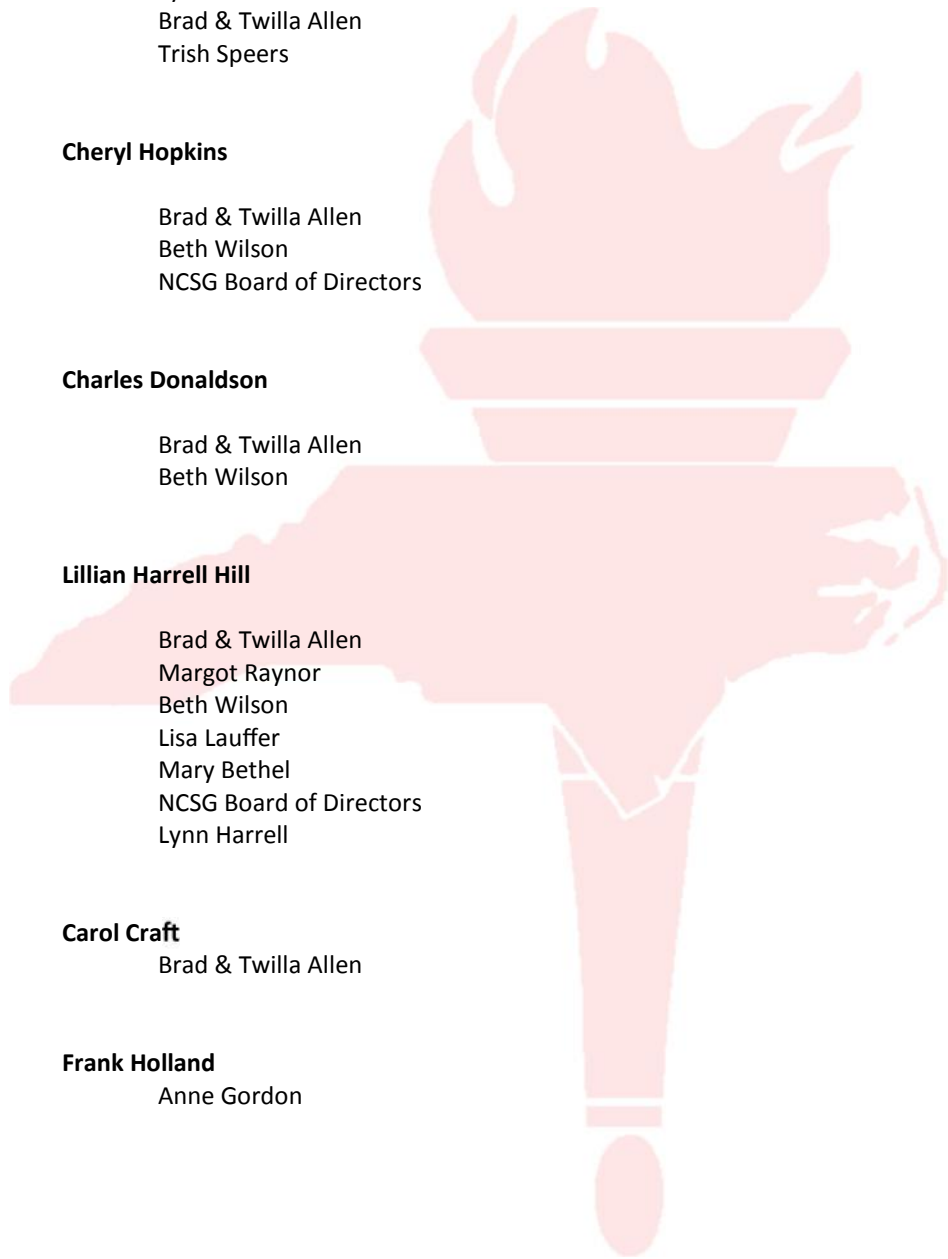 Brad & Twilla Allen
Trish Speers
Cheryl Hopkins
Brad & Twilla Allen
Beth Wilson
NCSG Board of Directors
Charles Donaldson
Brad & Twilla Allen
Beth Wilson
Lillian Harrell Hill
Brad & Twilla Allen
Margot Raynor
Beth Wilson
Lisa Lauffer
Mary Bethel
NCSG Board of Directors
Lynn Harrell
Carol Craft
Brad & Twilla Allen
Frank Holland
Anne Gordon